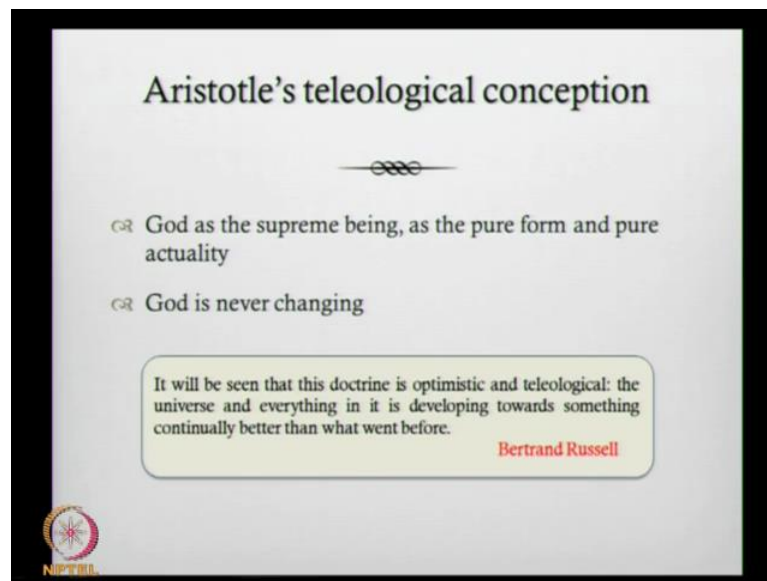 Aristotle's teleological conception
God as the supreme being, as the pure form and pure
actuality
God is never changing
It will be seen that this doctrine is optimistic and teleological: the
universe and everything in it is developing towards something
continually better than what went before.
Bertrand Russell
NPTEL